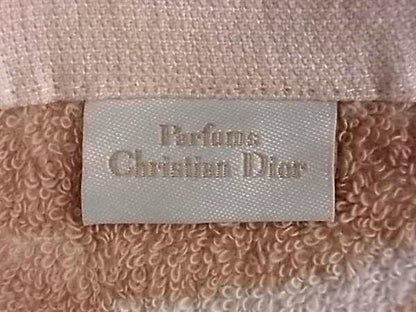 Parfums
Christian Dior